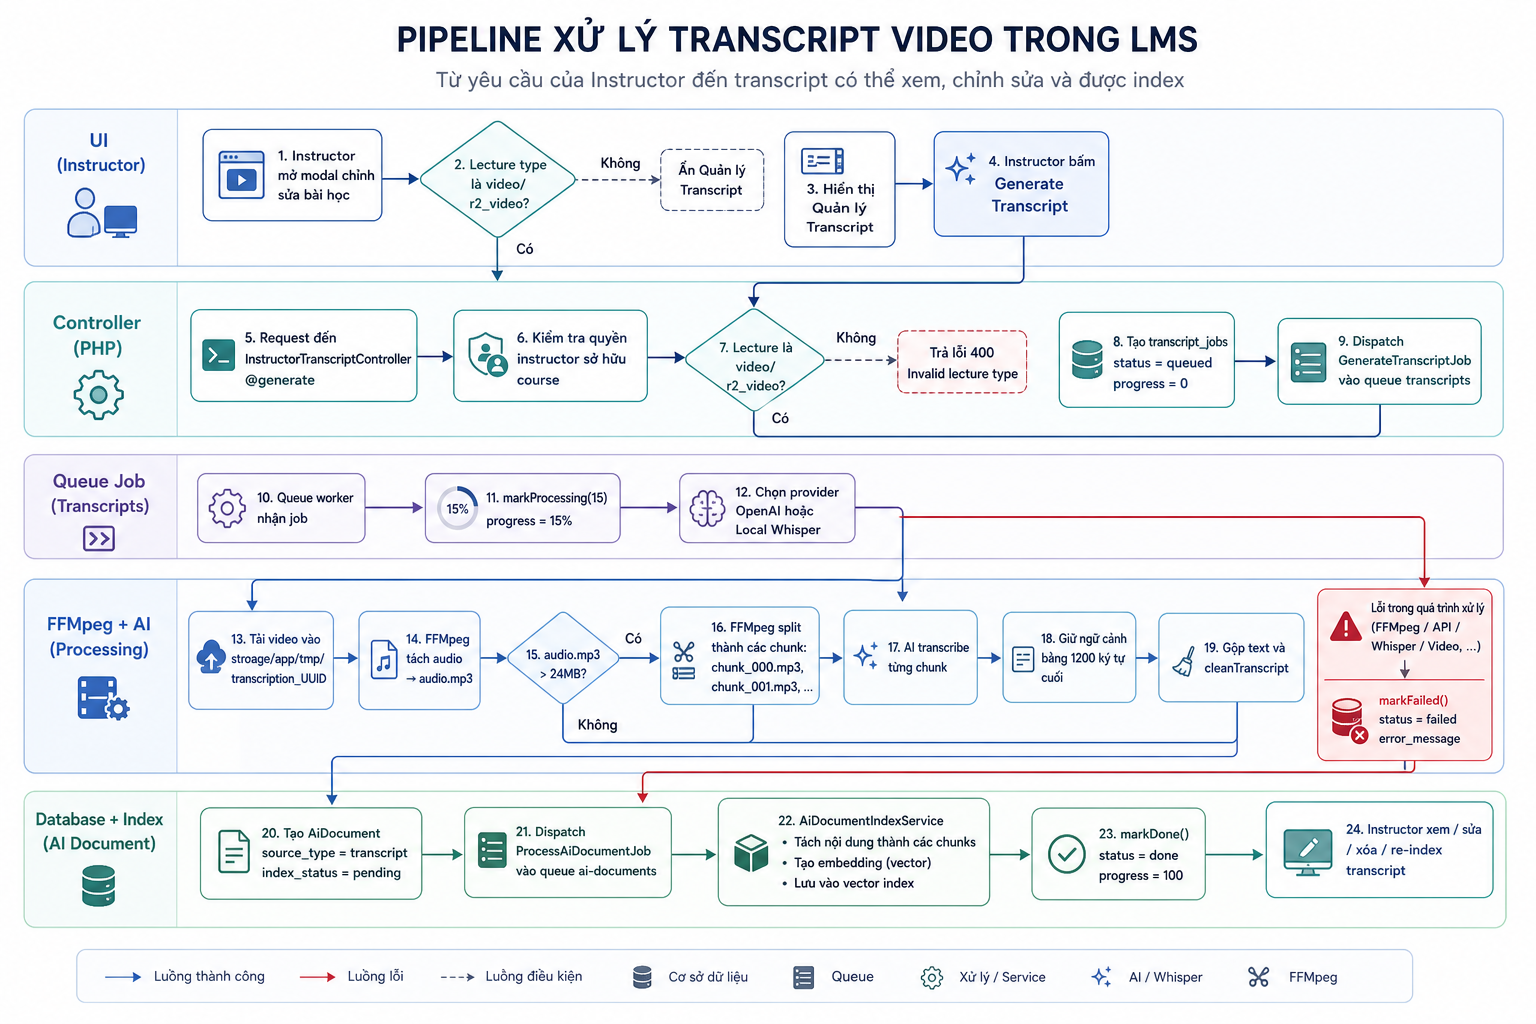 PIPELINE XỬ LÝ TRANSCRIPT VIDEO TRONG LMS
Từ yêu cầu của Instructor đến transcript có thể xem, chỉnh sửa và được index
UI
(Instructor)
1. Instructor
mở modal chỉnh
sửa bài học
2. Lecture type
là video/
r2_video?
Không
Ẩn Quản lý
Transcript
Có
3. Hiển thị
Quản lý
Transcript
4. Instructor bấm
Generate
Transcript
Controller
(PHP)
5. Request đến
InstructorTranscriptController
@generate
6. Kiểm tra quyền
instructor sở hữu
course
7. Lecture là
video/
r2_video?
Không
Trả lỗi 400
Invalid lecture type
Có
8. Tạo transcript_jobs
status = queued
progress = 0
9. Dispatch
GenerateTranscriptJob
vào queue transcripts
Queue Job
(Transcripts)
10. Queue worker
nhận job
15%
11. markProcessing(15)
progress = 15%
12. Chọn provider
OpenAI hoặc
Local Whisper
FFMpeg + AI
(Processing)
13. Tải video vào
stroage/app/tmp/
transcription_UUID
14. FFMpeg
tách audio
→ audio.mp3
15. audio.mp3
> 24MB?
Có
Không
16. FFMpeg split
thành các chunk:
chunk_000.mp3,
chunk_001.mp3, ...
17. AI transcribe
từng chunk
18. Giữ ngữ cảnh
bằng 1200 ký tự
cuối
19. Gộp text và
cleanTranscript
Lỗi trong quá trình xử lý
(FFMpeg / API /
Whisper / Video, ...)
markFailed()
status = failed
error_message
Database + Index
(AI Document)
20. Tạo AiDocument
source_type = transcript
index_status = pending
21. Dispatch
ProcessAiDocumentJob
vào queue ai-documents
22. AiDocumentIndexService
• Tách nội dung thành các chunks
• Tạo embedding (vector)
• Lưu vào vector index
23. markDone()
status = done
progress = 100
24. Instructor xem / sửa
/ xóa / re-index
transcript
Luồng thành công
Luồng lỗi
Luồng điều kiện
Cơ sở dữ liệu
Queue
Xử lý / Service
AI / Whisper
FFMpeg